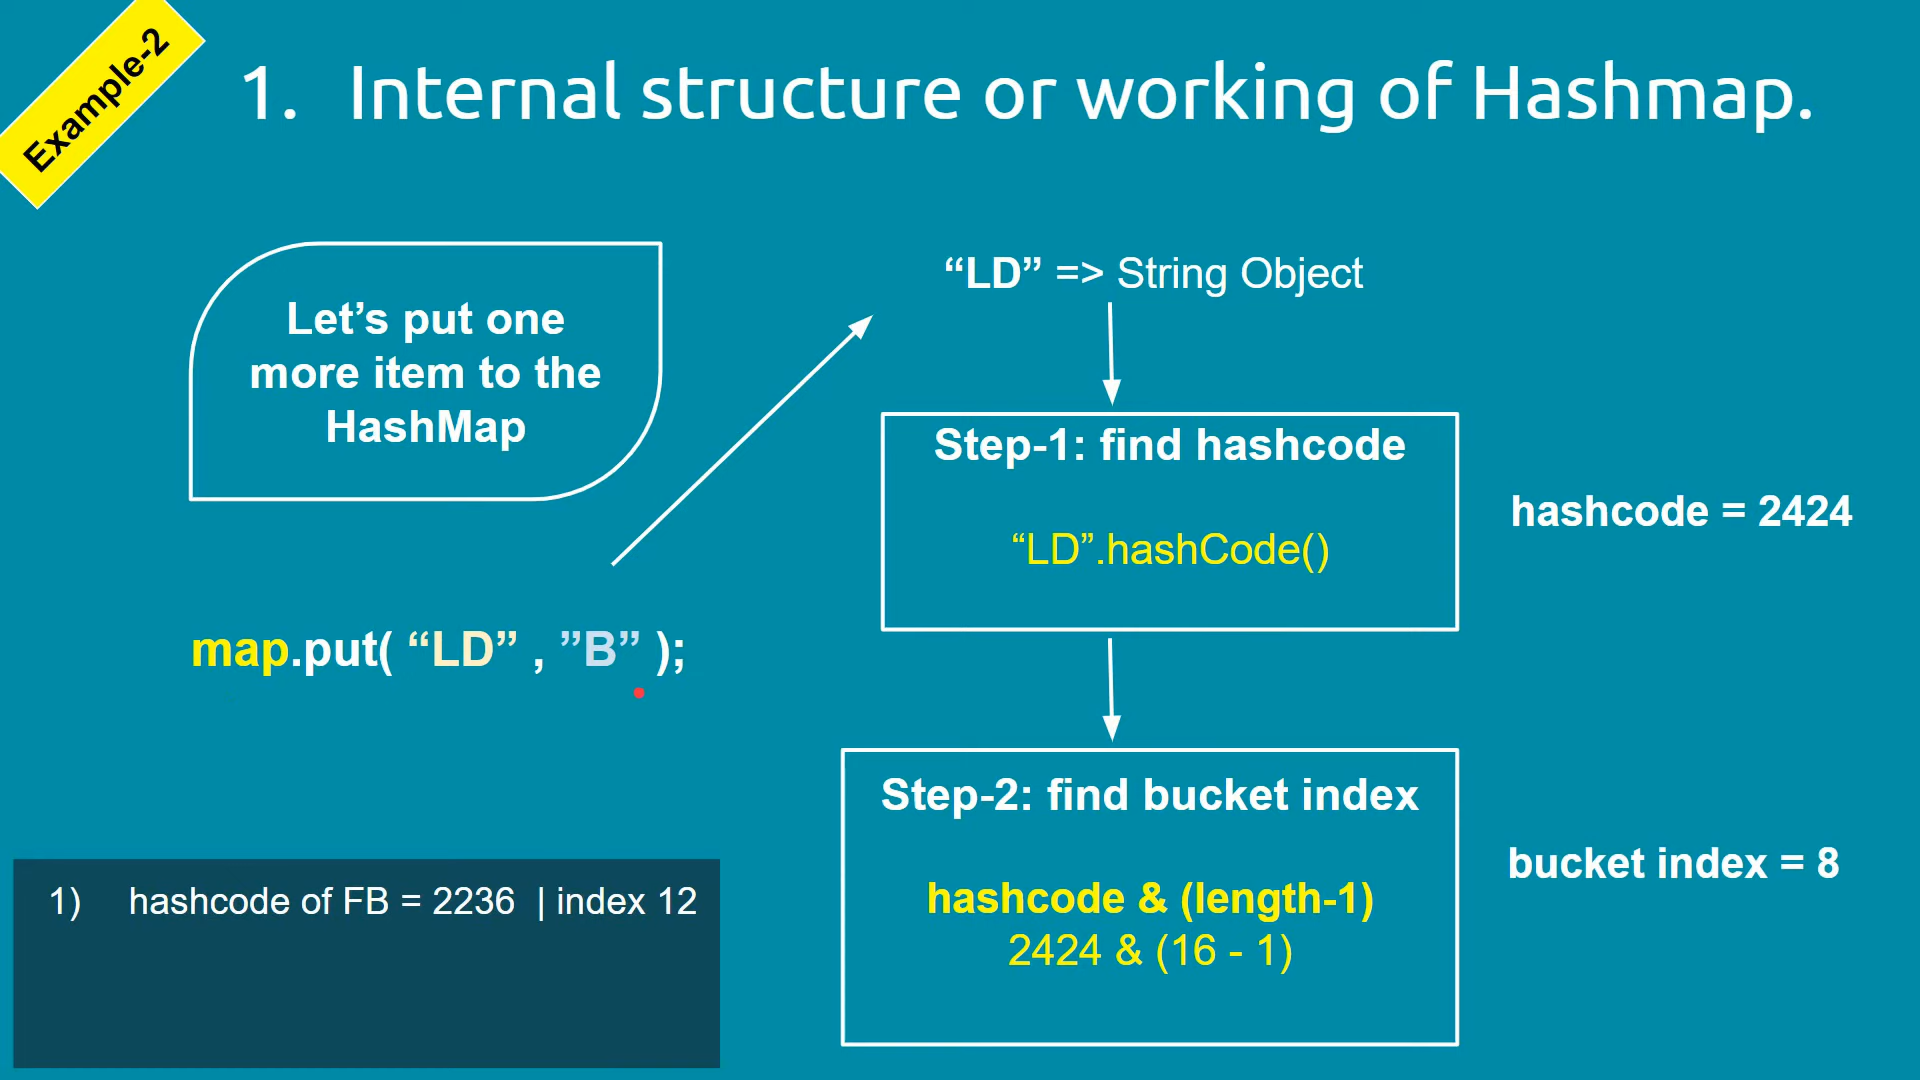 Example-2
1. Internal structure or working of Hashmap.
Let’s put one
more item to the
HashMap
map.put( “LD” , ”B” );
“LD” => String Object
Step-1: find hashcode
“LD”.hashCode()
hashcode = 2424
Step-2: find bucket index
hashcode & (length-1)
2424 & (16 - 1)
bucket index = 8
1) hashcode of FB = 2236 | index 12